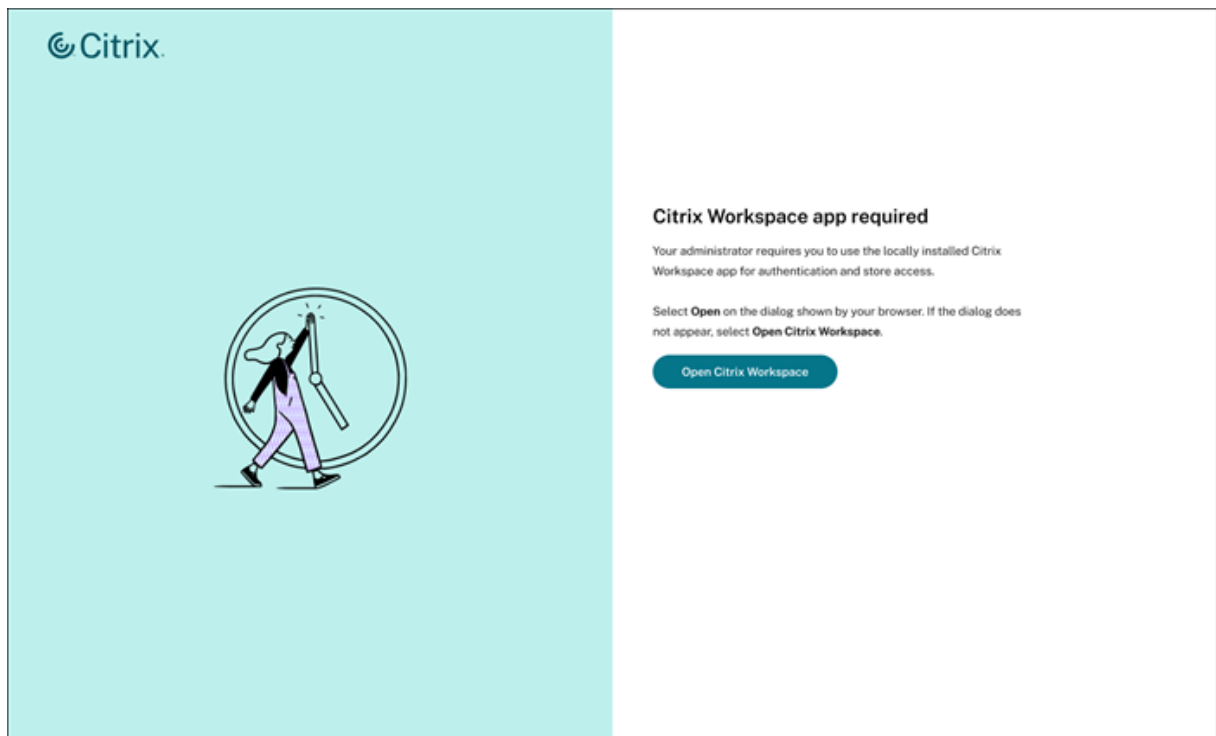 Citrix.
Citrix Workspace app required
Your administrator requires you to use the locally installed Citrix
Workspace app for authentication and store access.
Select Open on the dialog shown by your browser. If the dialog does
not appear, select Open Citrix Workspace.
Open Citrix Workspace